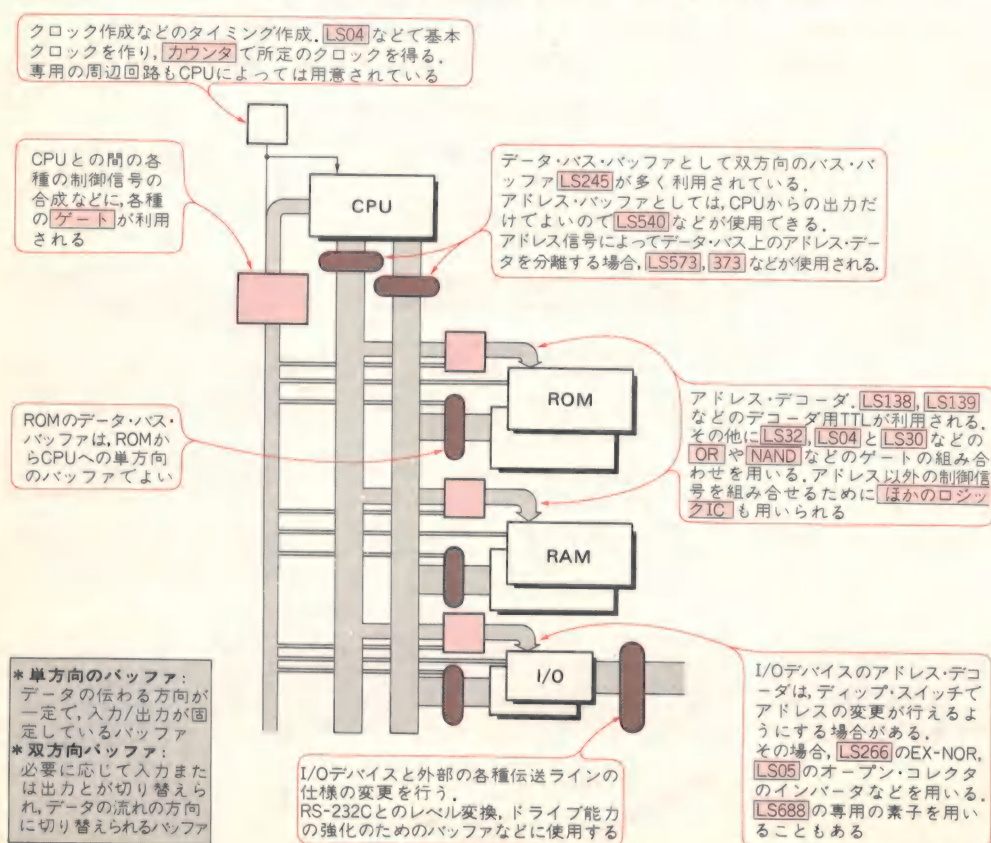 クロック作成などのタイミング作成．LS04などで基本
クロックを作り，カウンタで所定のクロックを得る．
専用の周辺回路もCPUによっては用意されている
CPUとの間の各
種の制御信号の
合成などに，各種
のゲートが利用
される
CPU
データ・バス・バッファとして双方向のバス・バ
ッファLS245が多く利用されている．
アドレス・バッファとしては，CPUからの出力だ
けでよいのでLS540などが使用できる．
アドレス信号によってデータ・バス上のアドレス・デー
タを分離する場合，LS573，373などが使用される．
ROM
ROMのデータ・バス・
バッファは，ROMか
らCPUへの単方向
のバッファでよい
アドレス・デコーダ．LS138，LS139
などのデコーダ用TTLが利用される．
その他にLS32，LS04とLS30などの
ORやNANDなどのゲートの組み合
わせを用いる．アドレス以外の制御信
号を組み合せるためにほかのロジッ
クICも用いられる
RAM
I/O
＊単方向のバッファ：
データの伝わる方向が
一定で，入力/出力が固
定しているバッファ
＊双方向バッファ：
必要に応じて入力また
は出力とが切り替えら
れ，データの流れの方向
に切り替えられるバッファ
I/Oデバイスと外部の各種伝送ラインの
仕様の変更を行う．
RS-232Cとのレベル変換，ドライブ能力
の強化のためのバッファなどに使用する
I/Oデバイスのアドレス・デコ
ーダは，ディップ・スイッチで
アドレスの変更が行えるよ
うにする場合がある．
その場合，LS266のEX-NOR，
LS05のオープン・コレクタ
のインバータなどを用いる．
LS688の専用の素子を用い
ることもある